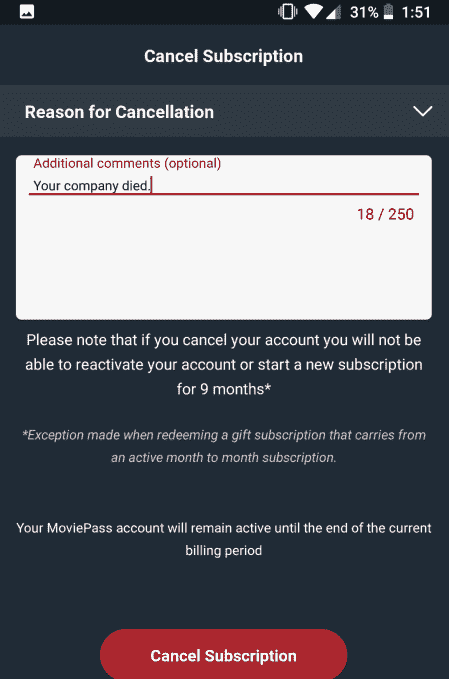 31% 1:51
Cancel Subscription
Reason for Cancellation
Additional comments (optional)
Your company died.
18 / 250
Please note that if you cancel your account you will not be
able to reactivate your account or start a new subscription
for 9 months*
*Exception made when redeeming a gift subscription that carries from
an active month to month subscription.
Your MoviePass account will remain active until the end of the current
billing period
Cancel Subscription